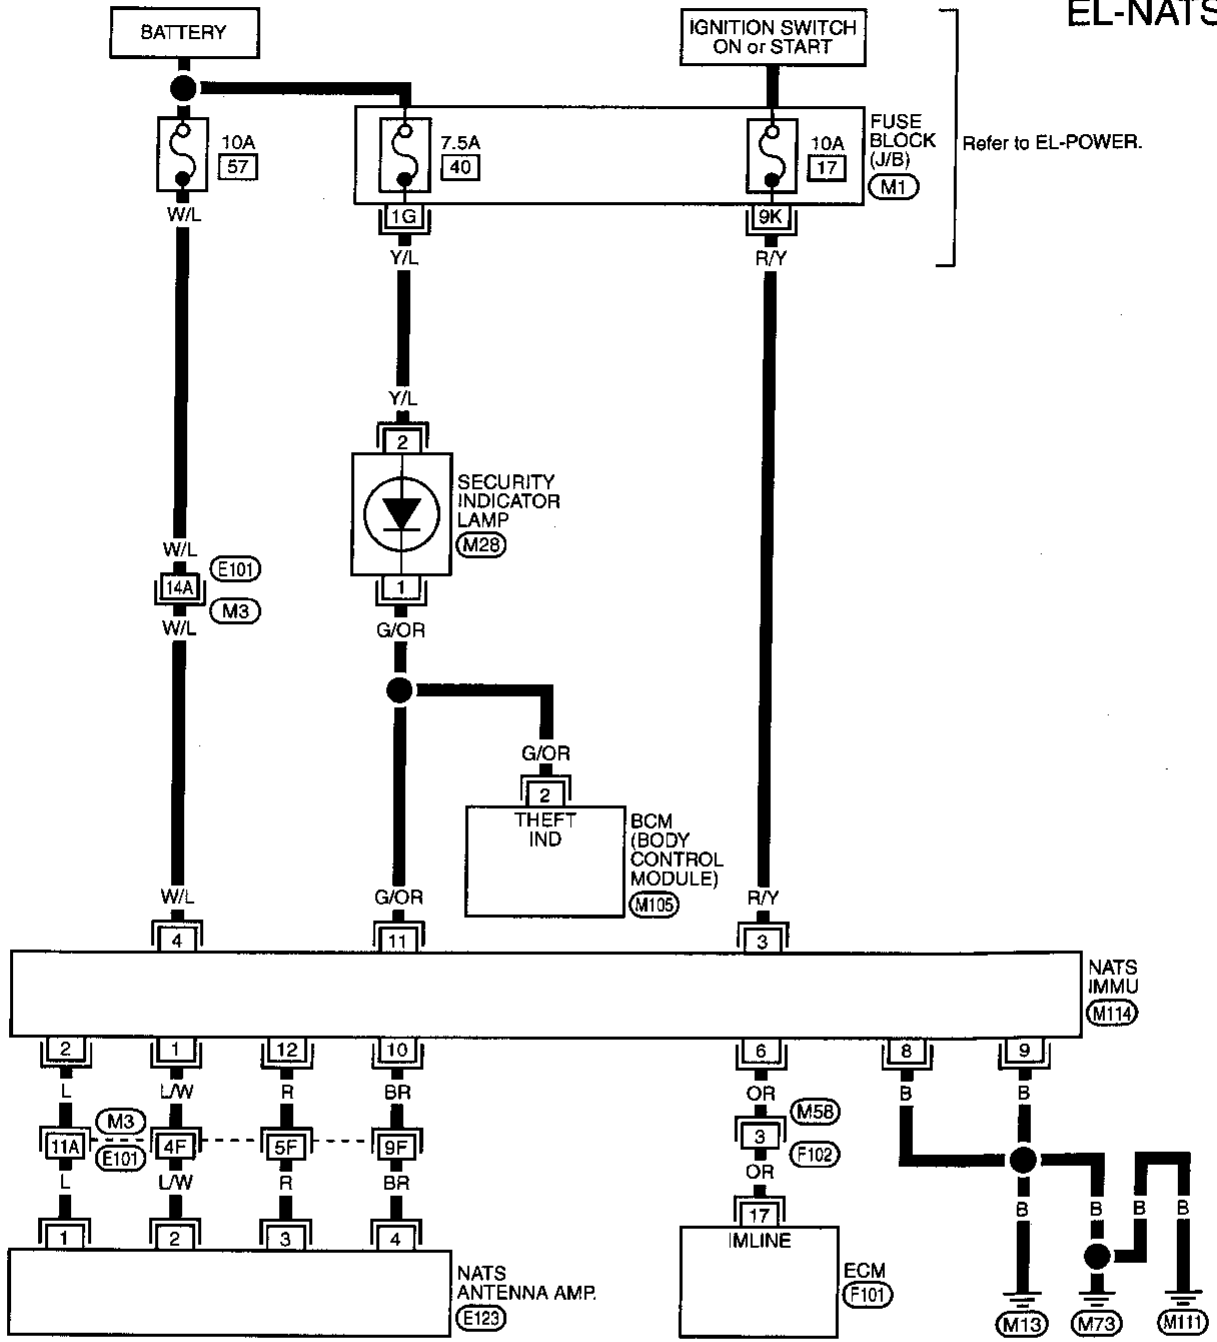 EL-NATS
BATTERY
IGNITION SWITCH
ON or START
10A
57
7.5A
40
10A
17
FUSE
BLOCK
(J/B)
M1
Refer to EL-POWER.
W/L
1G
9K
Y/L
R/Y
Y/L
2
SECURITY
INDICATOR
LAMP
M28
W/L
E101
14A
M3
W/L
1
G/OR
G/OR
2
THEFT
IND
BCM
(BODY
CONTROL
MODULE)
M105
W/L
G/OR
R/Y
4
11
3
NATS
IMMU
M114
2
1
12
10
6
8
9
L
L/W
R
BR
OR
B
B
M3
E101
11A
4F
5F
9F
M58
3
F102
L
L/W
R
BR
OR
B
B
B
B
1
2
3
4
17
IMLINE
NATS
ANTENNA AMP.
E123
ECM
F101
M13
M73
M111